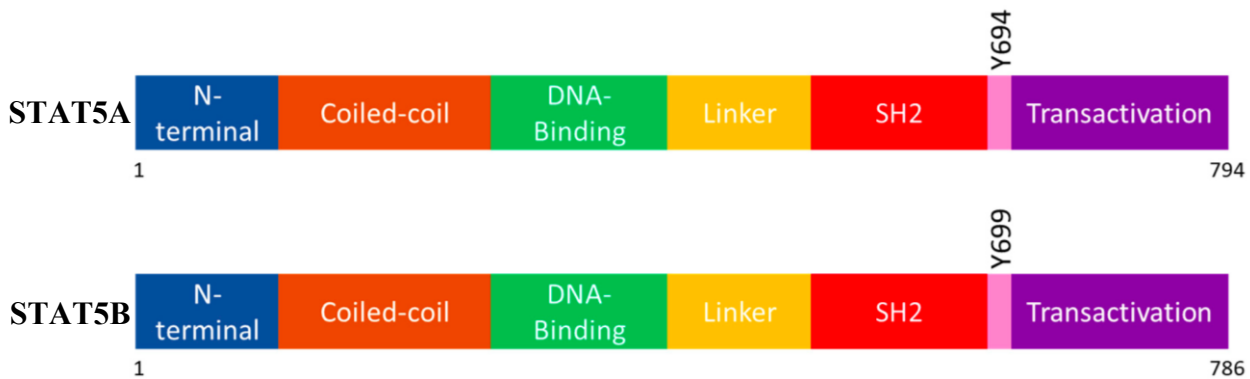 Y694
STAT5A
N-
terminal
Coiled-coil
DNA-
Binding
Linker
SH2
Transactivation
1
794
Y699
STAT5B
N-
terminal
Coiled-coil
DNA-
Binding
Linker
SH2
Transactivation
1
786